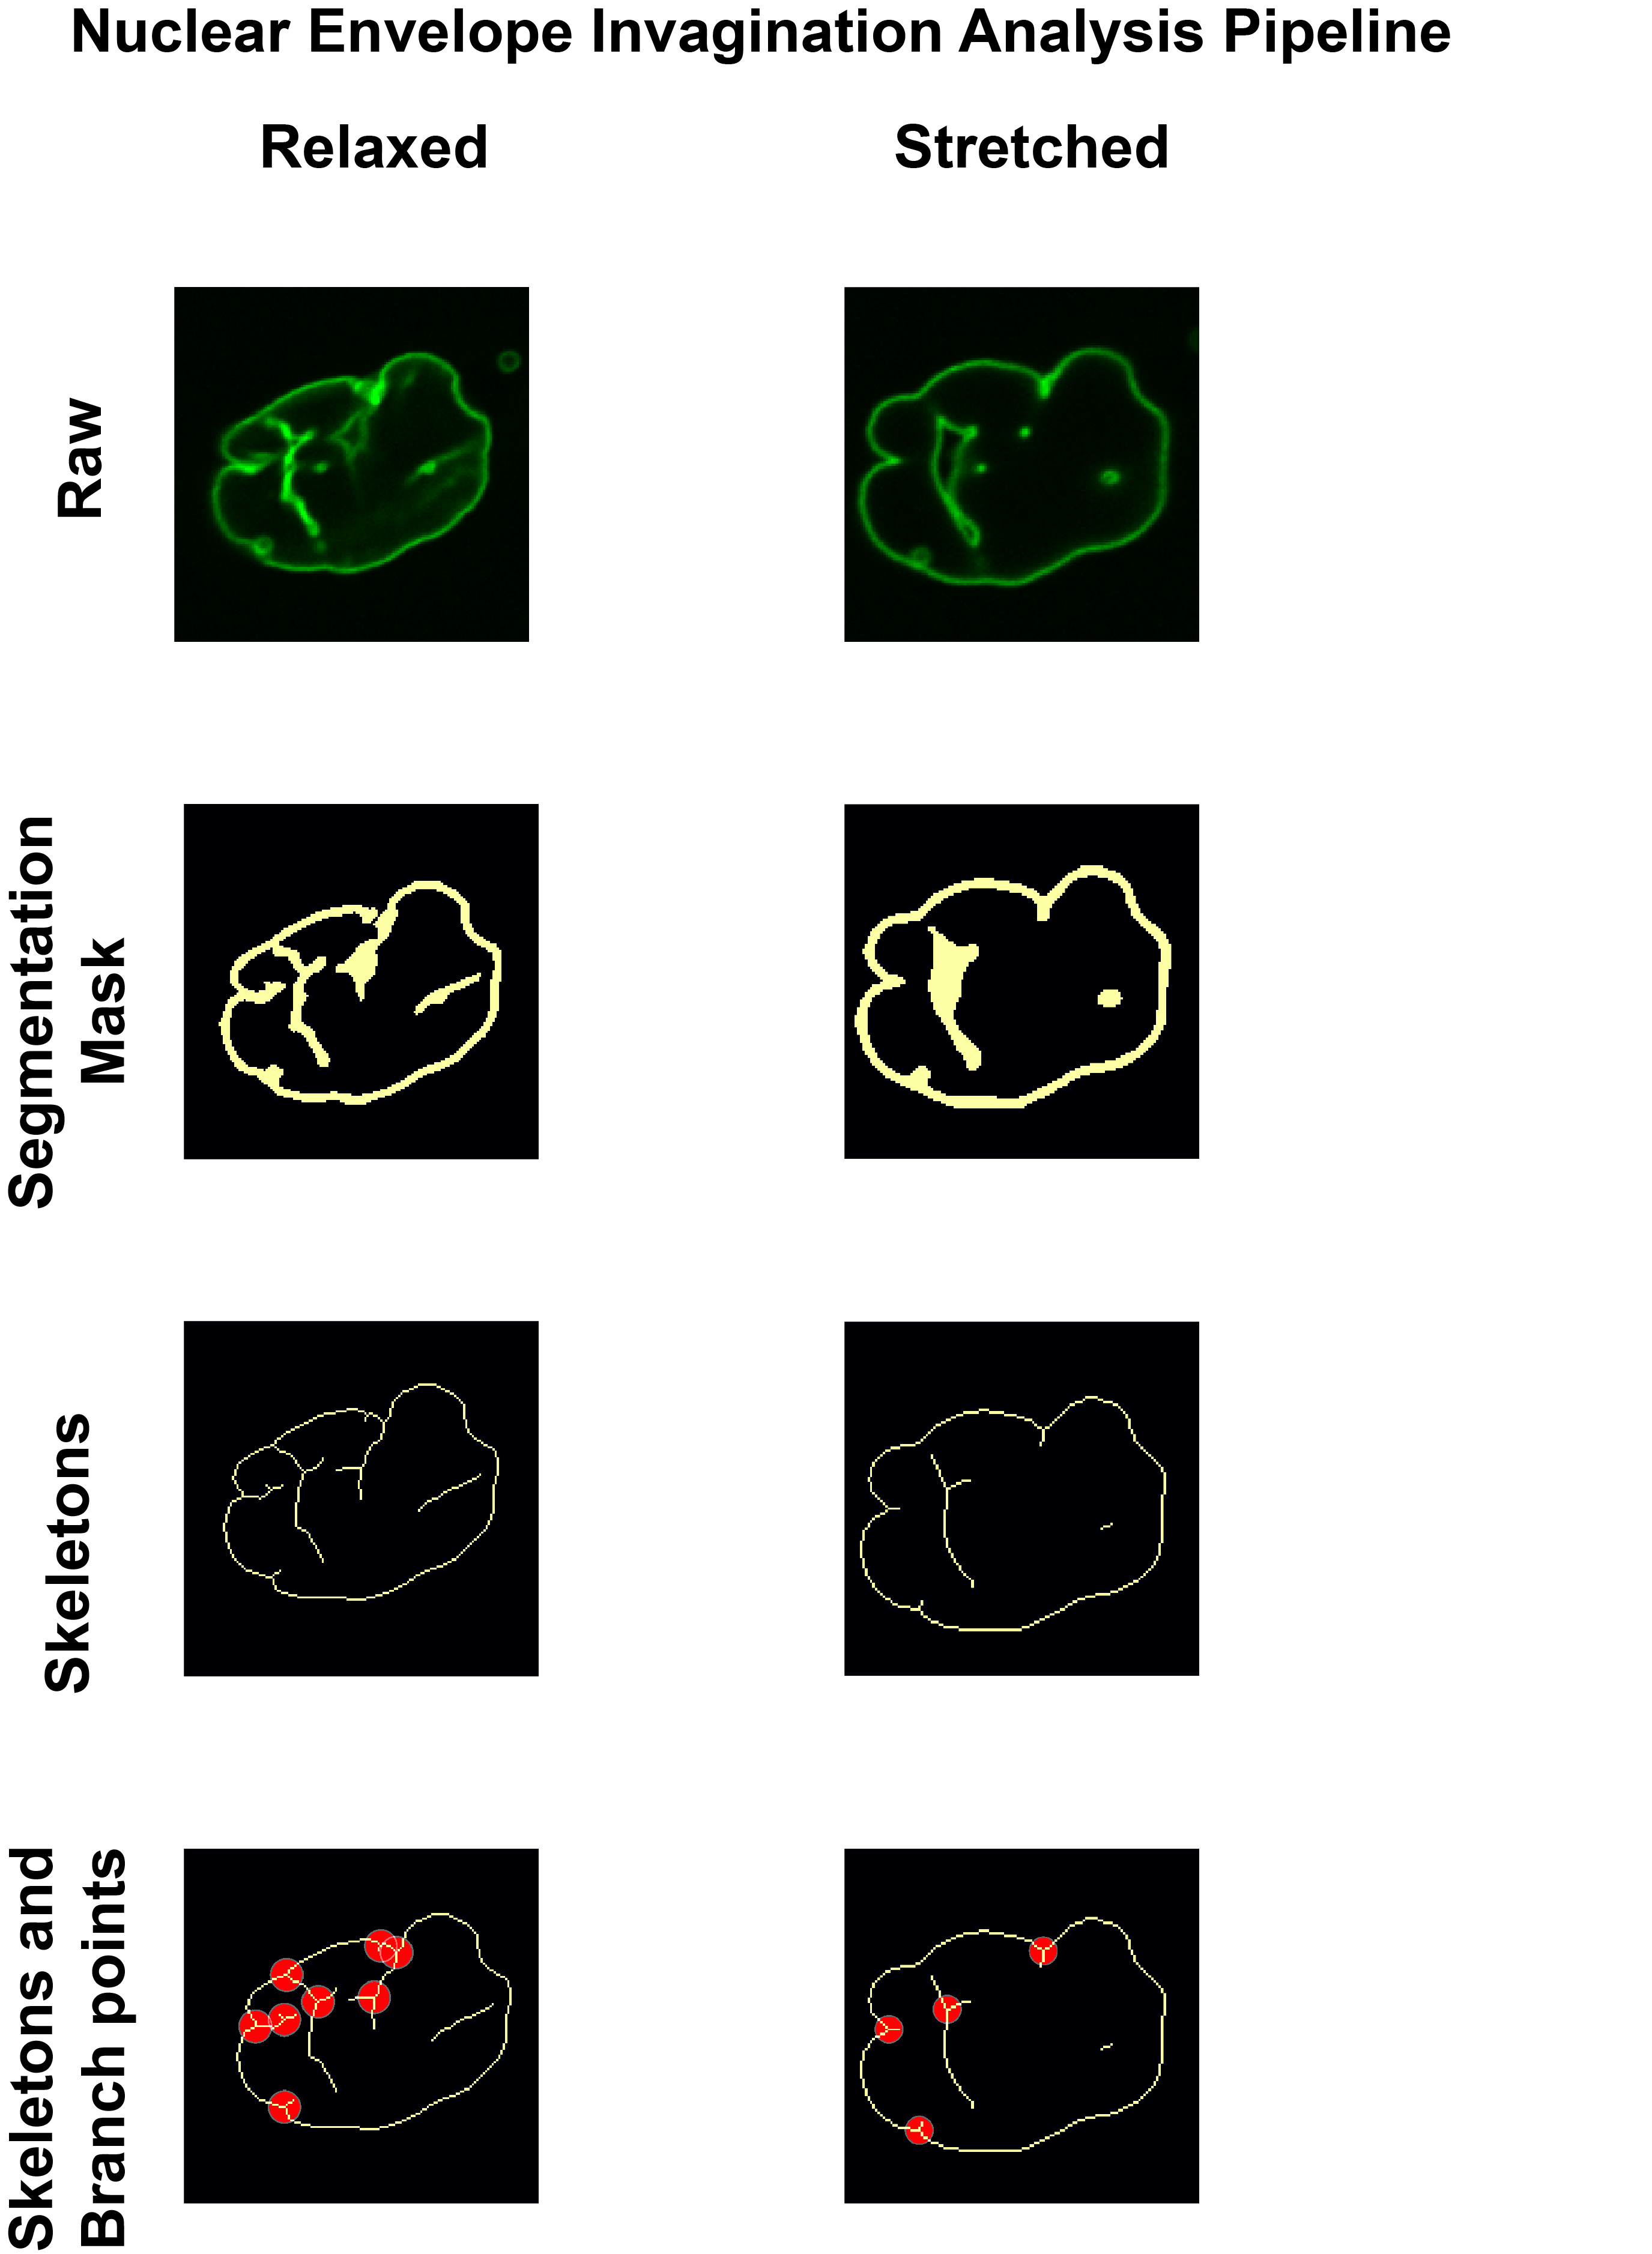 Nuclear Envelope Invagination Analysis Pipeline
Relaxed
Stretched
Raw
Segmentation
Mask
Skeletons
Skeletons and
Branch points